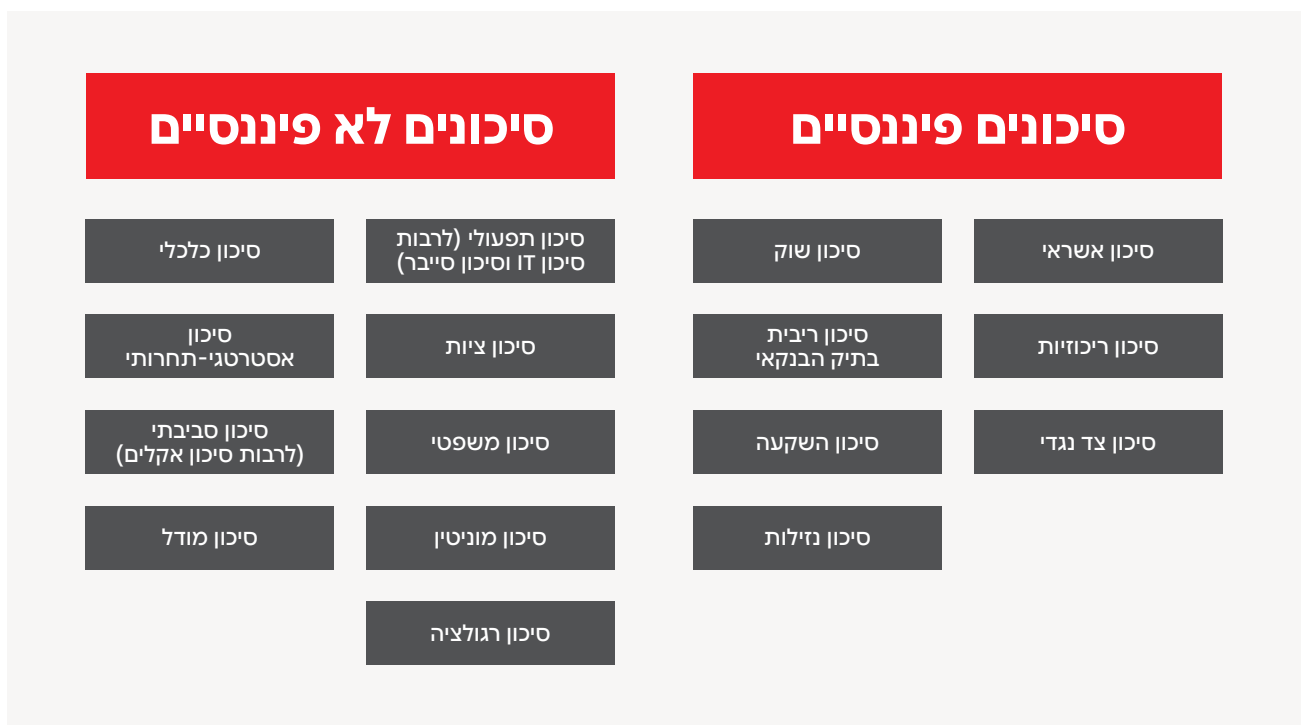 סיכונים פיננסיים
סיכון אשראי
סיכון שוק
סיכון ריכוזיות
סיכון ריבית
בתיק הבנקאי
סיכון צד נגדי
סיכון השקעה
סיכון נזילות
סיכונים לא פיננסיים
סיכון תפעולי (לרבות
סיכון IT וסיכון סייבר)
סיכון כלכלי
סיכון ציות
סיכון
אסטרטגי-תחרותי
סיכון משפטי
סיכון סביבתי
(לרבות סיכון אקלים)
סיכון מוניטין
סיכון מודל
סיכון רגולציה